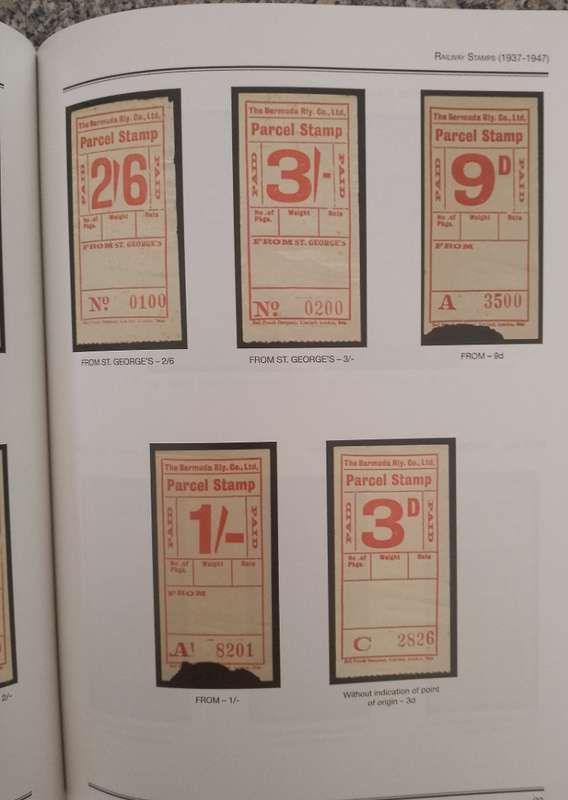 RAILWAY STAMPS (1937-1947)
The Bermuda Rly. Co., Ltd.
Parcel Stamp
PAID 2/6 PAID
No. of Pkgs. Weight Rate
FROM ST. GEORGE'S
No. 0100
FROM ST. GEORGE'S – 2/6
The Bermuda Rly. Co., Ltd.
Parcel Stamp
PAID 3/- PAID
No. of Pkgs. Weight Rate
FROM ST. GEORGE'S
No. 0200
FROM ST. GEORGE'S – 3/-
The Bermuda Rly. Co., Ltd.
Parcel Stamp
PAID 9D PAID
No. of Pkgs. Weight Rate
FROM
A 3500
FROM – 9d
The Bermuda Rly. Co., Ltd.
Parcel Stamp
PAID 1/- PAID
No. of Pkgs. Weight Rate
FROM
A1 8201
FROM – 1/-
The Bermuda Rly. Co., Ltd.
Parcel Stamp
PAID 3D PAID
No. of Pkgs. Weight Rate
C 2826
Without indication of point
of origin – 3d
2/-